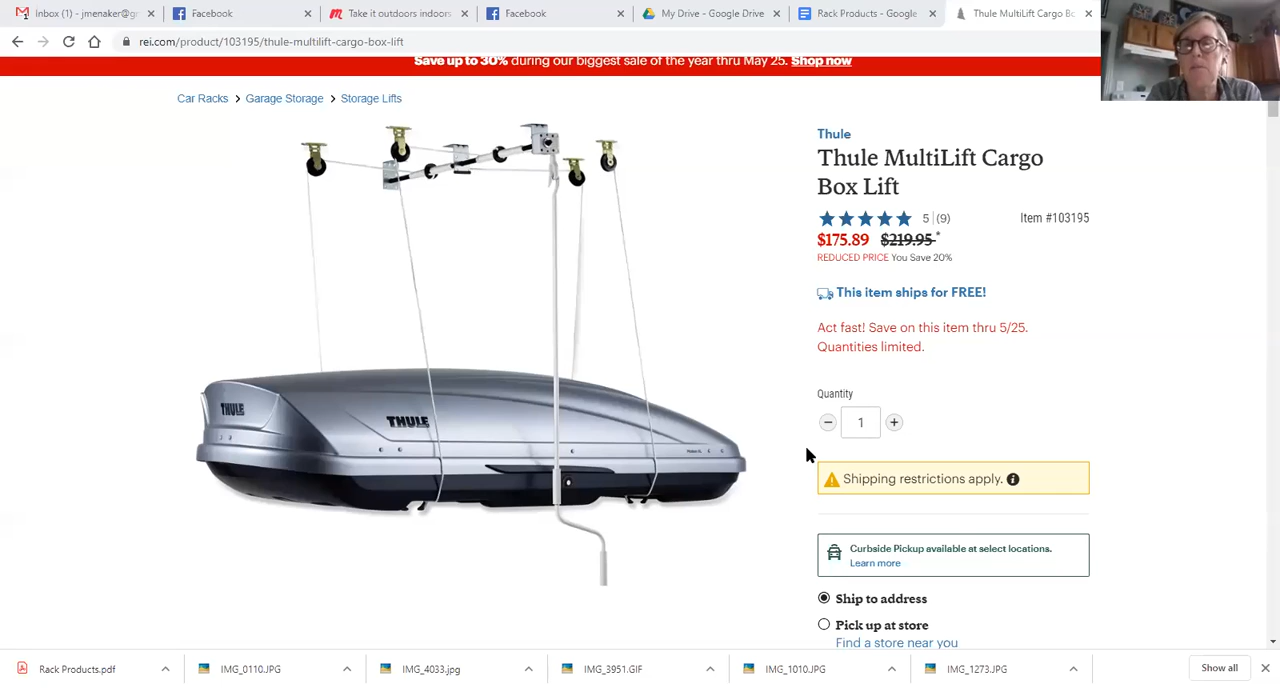 Inbox (1) - jmenaker@g
Facebook
Take it outdoors indoors
Facebook
My Drive - Google Drive
Rack Products - Google
Thule MultiLift Cargo Bo
rei.com/product/103195/thule-multilift-cargo-box-lift
Save up to 30% during our biggest sale of the year thru May 25. Shop now
Car Racks > Garage Storage > Storage Lifts
Thule
Thule MultiLift Cargo
Box Lift
5 (9)
Item #103195
$175.89 $219.95*
REDUCED PRICE You Save 20%
This item ships for FREE!
Act fast! Save on this item thru 5/25.
Quantities limited.
Quantity
1
THULE
THULE
Shipping restrictions apply.
Curbside Pickup available at select locations.
Learn more
Ship to address
Pick up at store
Find a store near you
Rack Products.pdf
IMG_0110.JPG
IMG_4033.jpg
IMG_3951.GIF
IMG_1010.JPG
IMG_1273.JPG
Show all